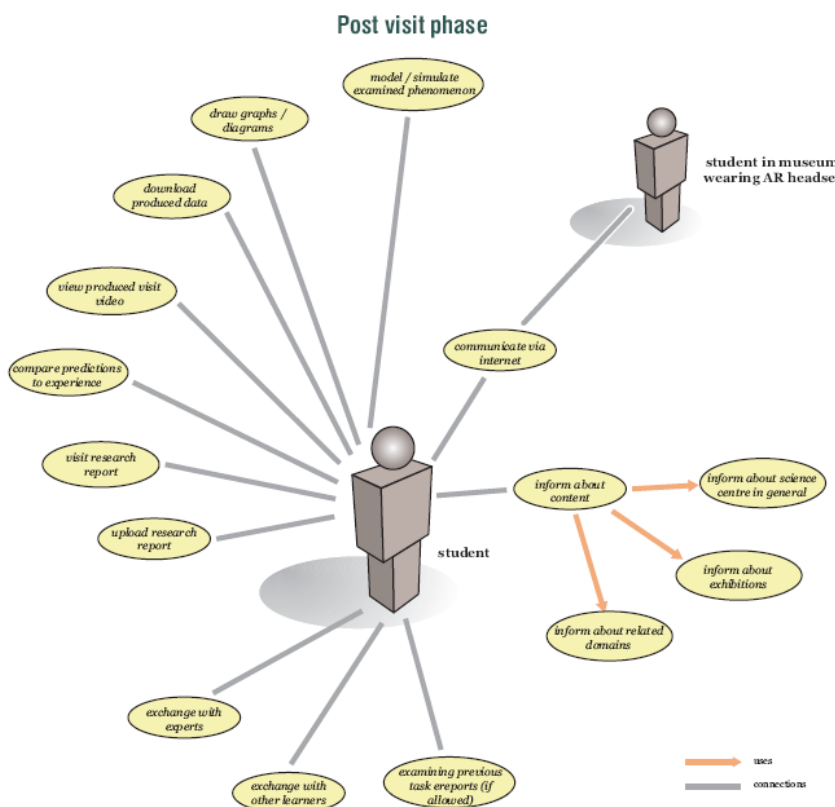 Post visit phase
model / simulate
examined phenomenon
draw graphs /
diagrams
download
produced data
view produced visit
video
compare predictions
to experience
visit research
report
upload research
report
exchange with
experts
exchange with
other learners
examining previous
task ereports (if
allowed)
student
communicate via
internet
student in museum
wearing AR headse
inform about
content
inform about science
centre in general
inform about
exhibitions
inform about related
domains
uses
connections